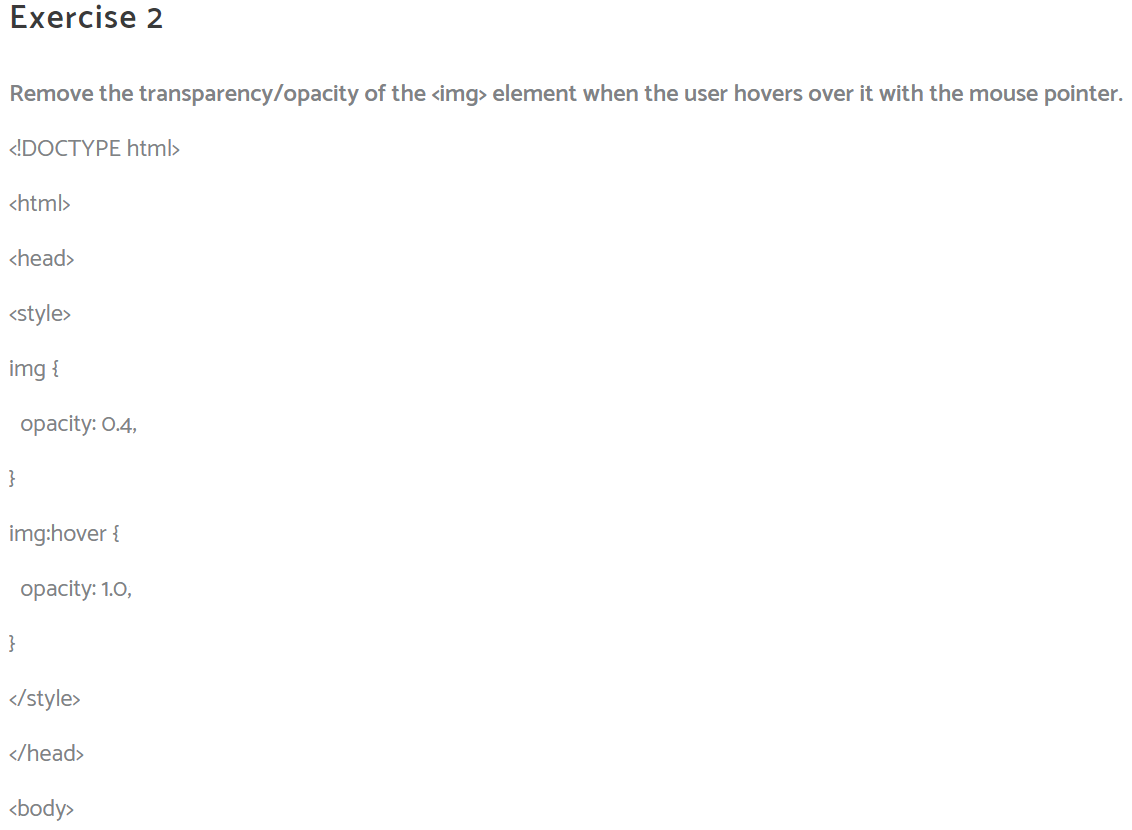 Exercise 2
Remove the transparency/opacity of the <img> element when the user hovers over it with the mouse pointer.
<!DOCTYPE html>
<html>
<head>
<style>
img {
opacity: 0.4,
}
img:hover {
opacity: 1.0,
}
</style>
</head>
<body>